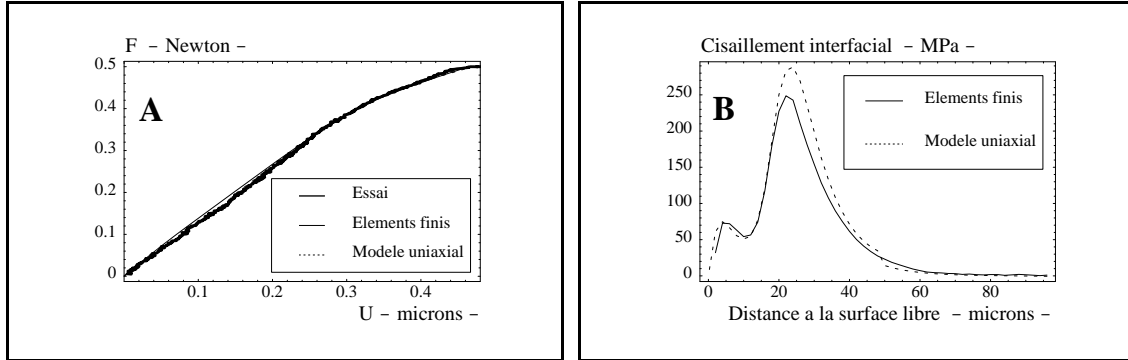 F - Newton -
0.5
A
0.4
0.3
0.2
Essai
0.1
Elements finis
Modele uniaxial
0
0.1 0.2 0.3 0.4
U - microns -
Cisaillement interfacial - MPa -
250
B
Elements finis
200
Modele uniaxial
150
100
50
0
0 20 40 60 80
Distance a la surface libre - microns -